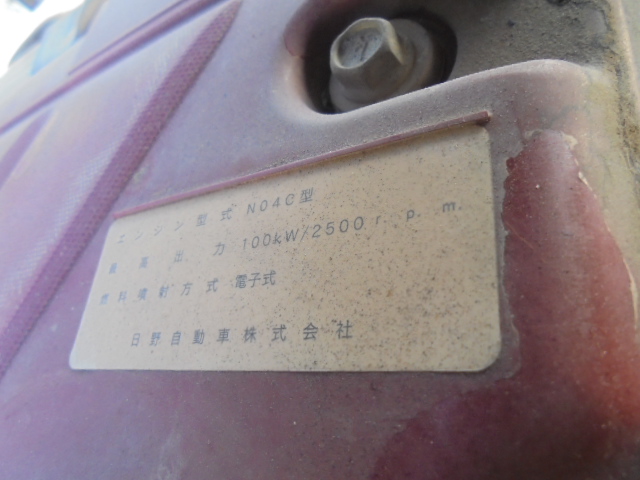 エンジン型式 N04C型
最高出力 100kW/2500r.p.m.
燃料噴射方式 電子式
日野自動車株式会社